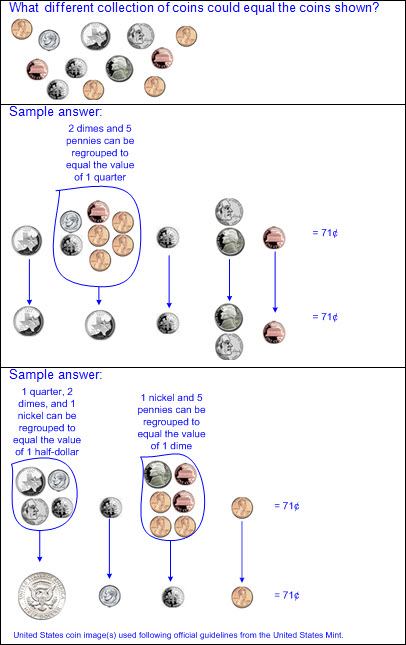 What different collection of coins could equal the coins shown?
Sample answer:
2 dimes and 5
pennies can be
regrouped to
equal the value
of 1 quarter
= 71¢
= 71¢
Sample answer:
1 quarter, 2
dimes, and 1
nickel can be
regrouped to
equal the value
of 1 half-dollar
1 nickel and 5
pennies can be
regrouped to
equal the value
of 1 dime
= 71¢
= 71¢
United States coin image(s) used following official guidelines from the United States Mint.